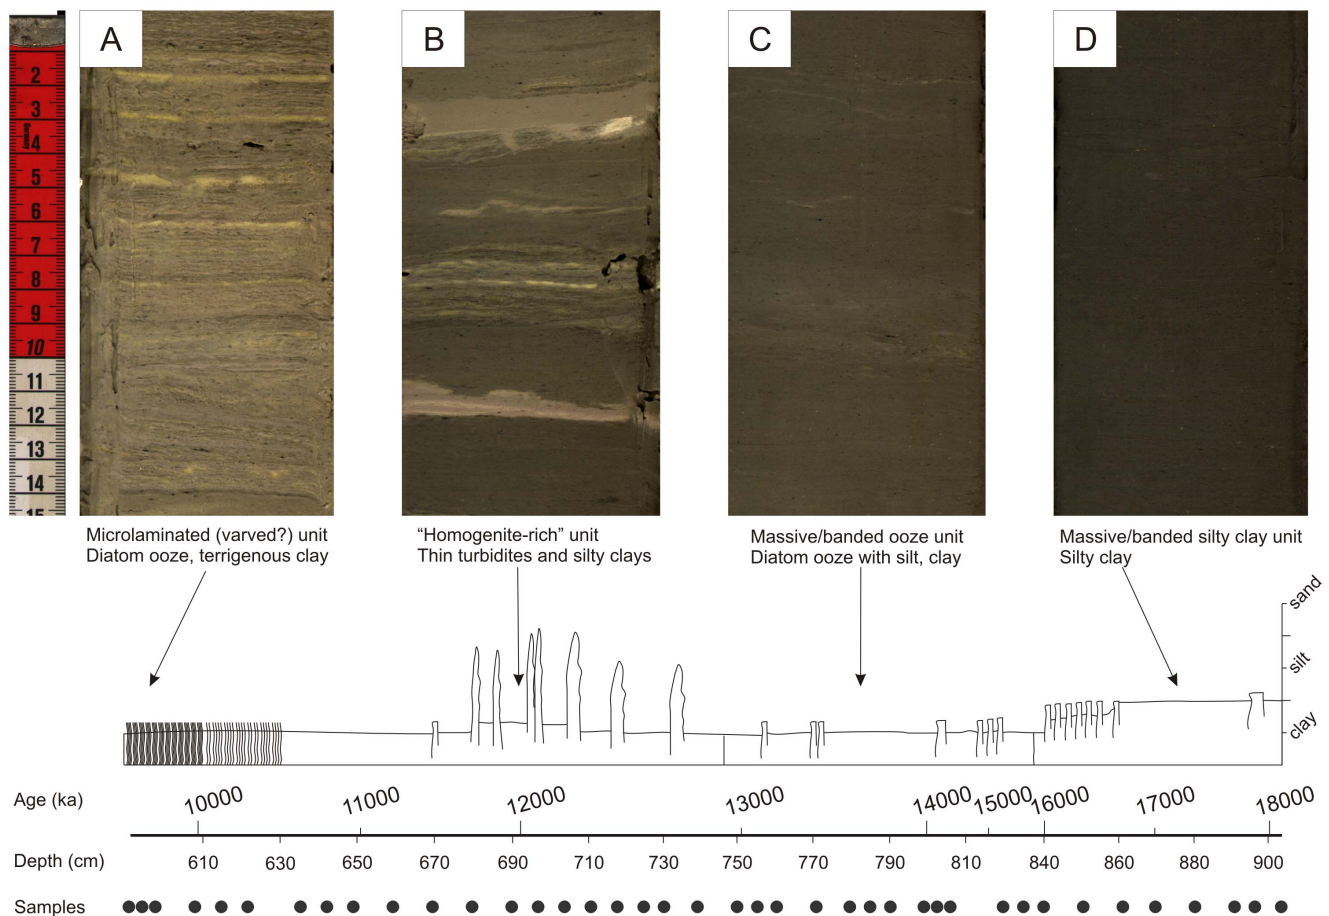 A
B
C
D
2
3
4
5
6
7
8
9
10
11
12
13
14
15
Microlaminated (varved?) unit
Diatom ooze, terrigenous clay
“Homogenite-rich” unit
Thin turbidites and silty clays
Massive/banded ooze unit
Diatom ooze with silt, clay
Massive/banded silty clay unit
Silty clay
sand
silt
clay
Age (ka) 10000 11000 12000 13000 14000 15000 16000 17000 18000
Depth (cm) 610 630 650 670 690 710 730 750 770 790 810 840 860 880 900
Samples